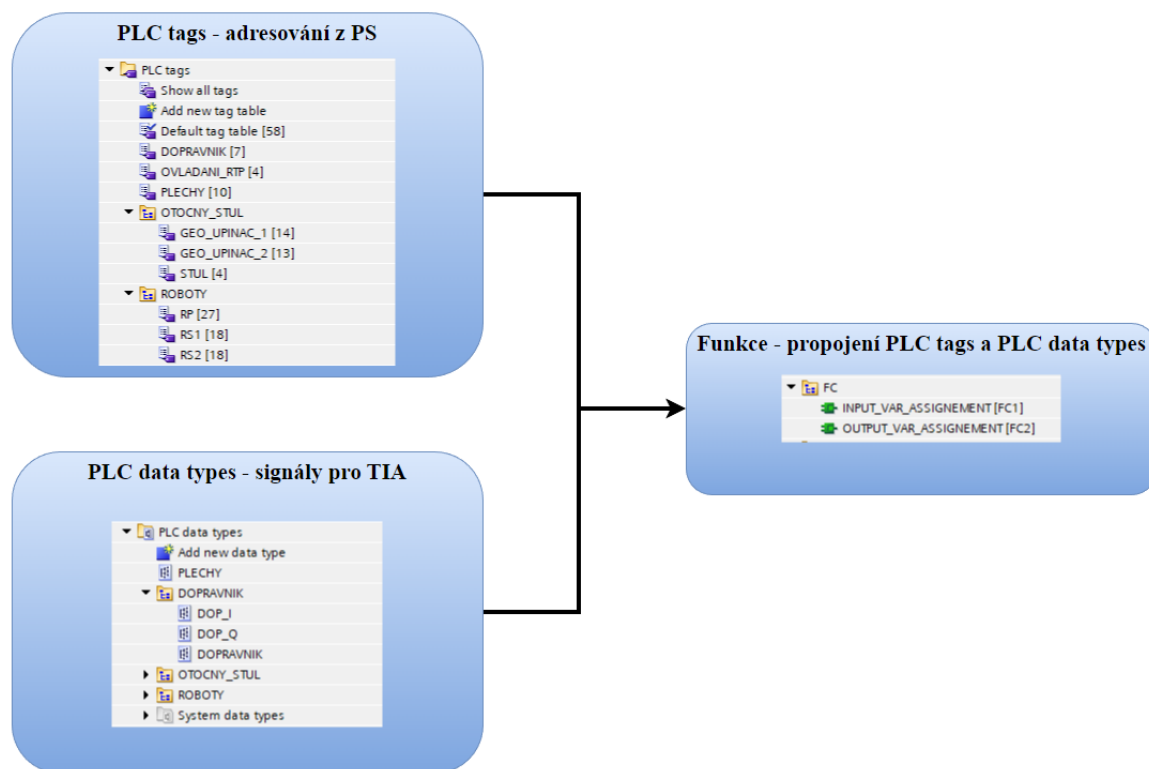 PLC tags - adresování z PS
PLC tags
Show all tags
Add new tag table
Default tag table [58]
DOPRAVNIK [7]
OVLADANI_RTP [4]
PLECHY [10]
OTOCNY_STUL
GEO_UPINAC_1 [14]
GEO_UPINAC_2 [13]
STUL [4]
ROBOTY
RP [27]
RS1 [18]
RS2 [18]
PLC data types - signály pro TIA
PLC data types
Add new data type
PLECHY
DOPRAVNIK
DOP_I
DOP_Q
DOPRAVNIK
OTOCNY_STUL
ROBOTY
System data types
Funkce - propojení PLC tags a PLC data types
FC
INPUT_VAR_ASSIGNEMENT [FC1]
OUTPUT_VAR_ASSIGNEMENT [FC2]